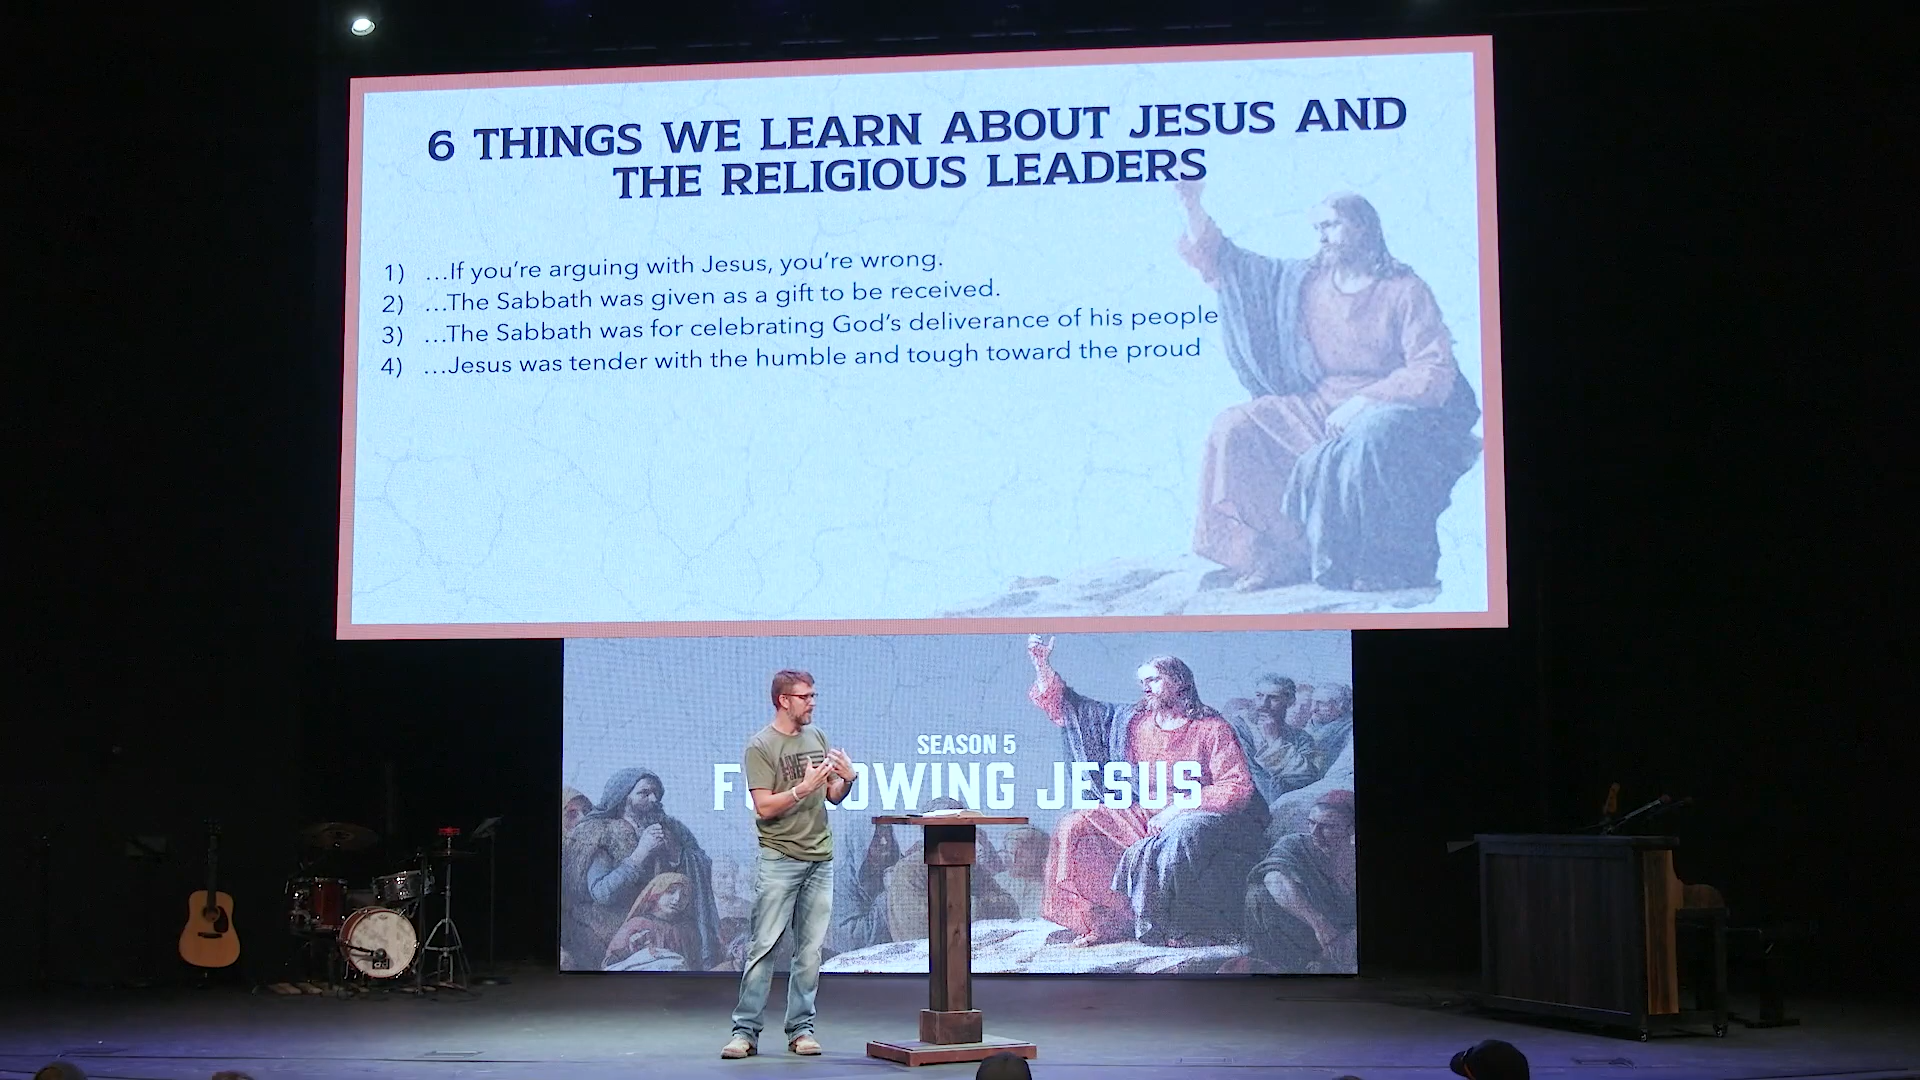 6 THINGS WE LEARN ABOUT JESUS AND
THE RELIGIOUS LEADERS
1) …If you’re arguing with Jesus, you’re wrong.
2) …The Sabbath was given as a gift to be received.
3) …The Sabbath was for celebrating God’s deliverance of his people
4) …Jesus was tender with the humble and tough toward the proud
SEASON 5
JESUS